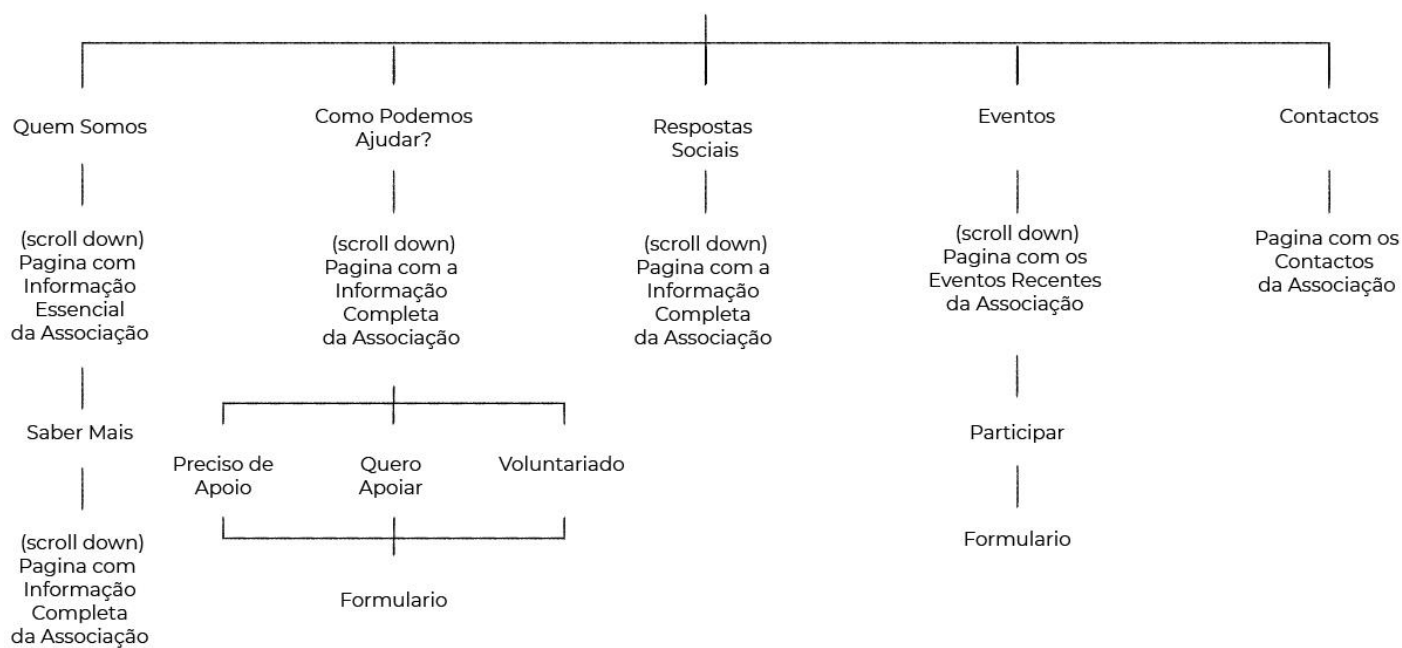 Quem Somos
(scroll down)
Pagina com
Informação
Essencial
da Associação
Saber Mais
(scroll down)
Pagina com
Informação
Completa
da Associação
Como Podemos
Ajudar?
(scroll down)
Pagina com a
Informação
Completa
da Associação
Preciso de
Apoio
Quero
Apoiar
Voluntariado
Formulario
Respostas
Sociais
(scroll down)
Pagina com a
Informação
Completa
da Associação
Eventos
(scroll down)
Pagina com os
Eventos Recentes
da Associação
Participar
Formulario
Contactos
Pagina com os
Contactos
da Associação